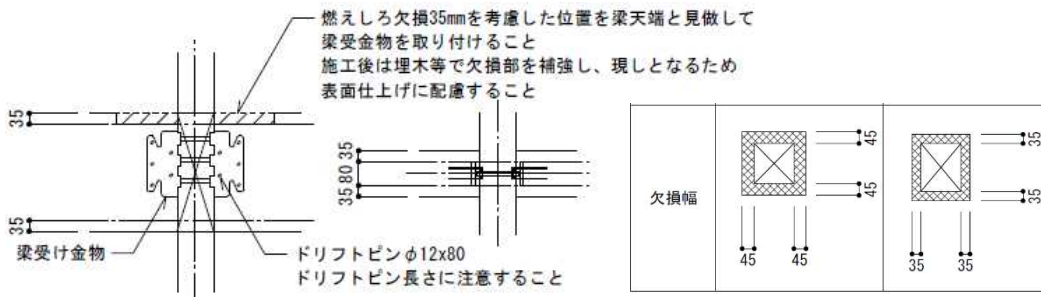 燃えしろ欠損35mmを考慮した位置を梁天端と見做して
梁受金物を取り付けること
施工後は埋木等で欠損部を補強し、現しとなるため
表面仕上げに配慮すること
35
35
梁受け金物
35
80
35
ドリフトピンφ12x80
ドリフトピン長さに注意すること
欠損幅
45
45
45
45
35
35
35
35